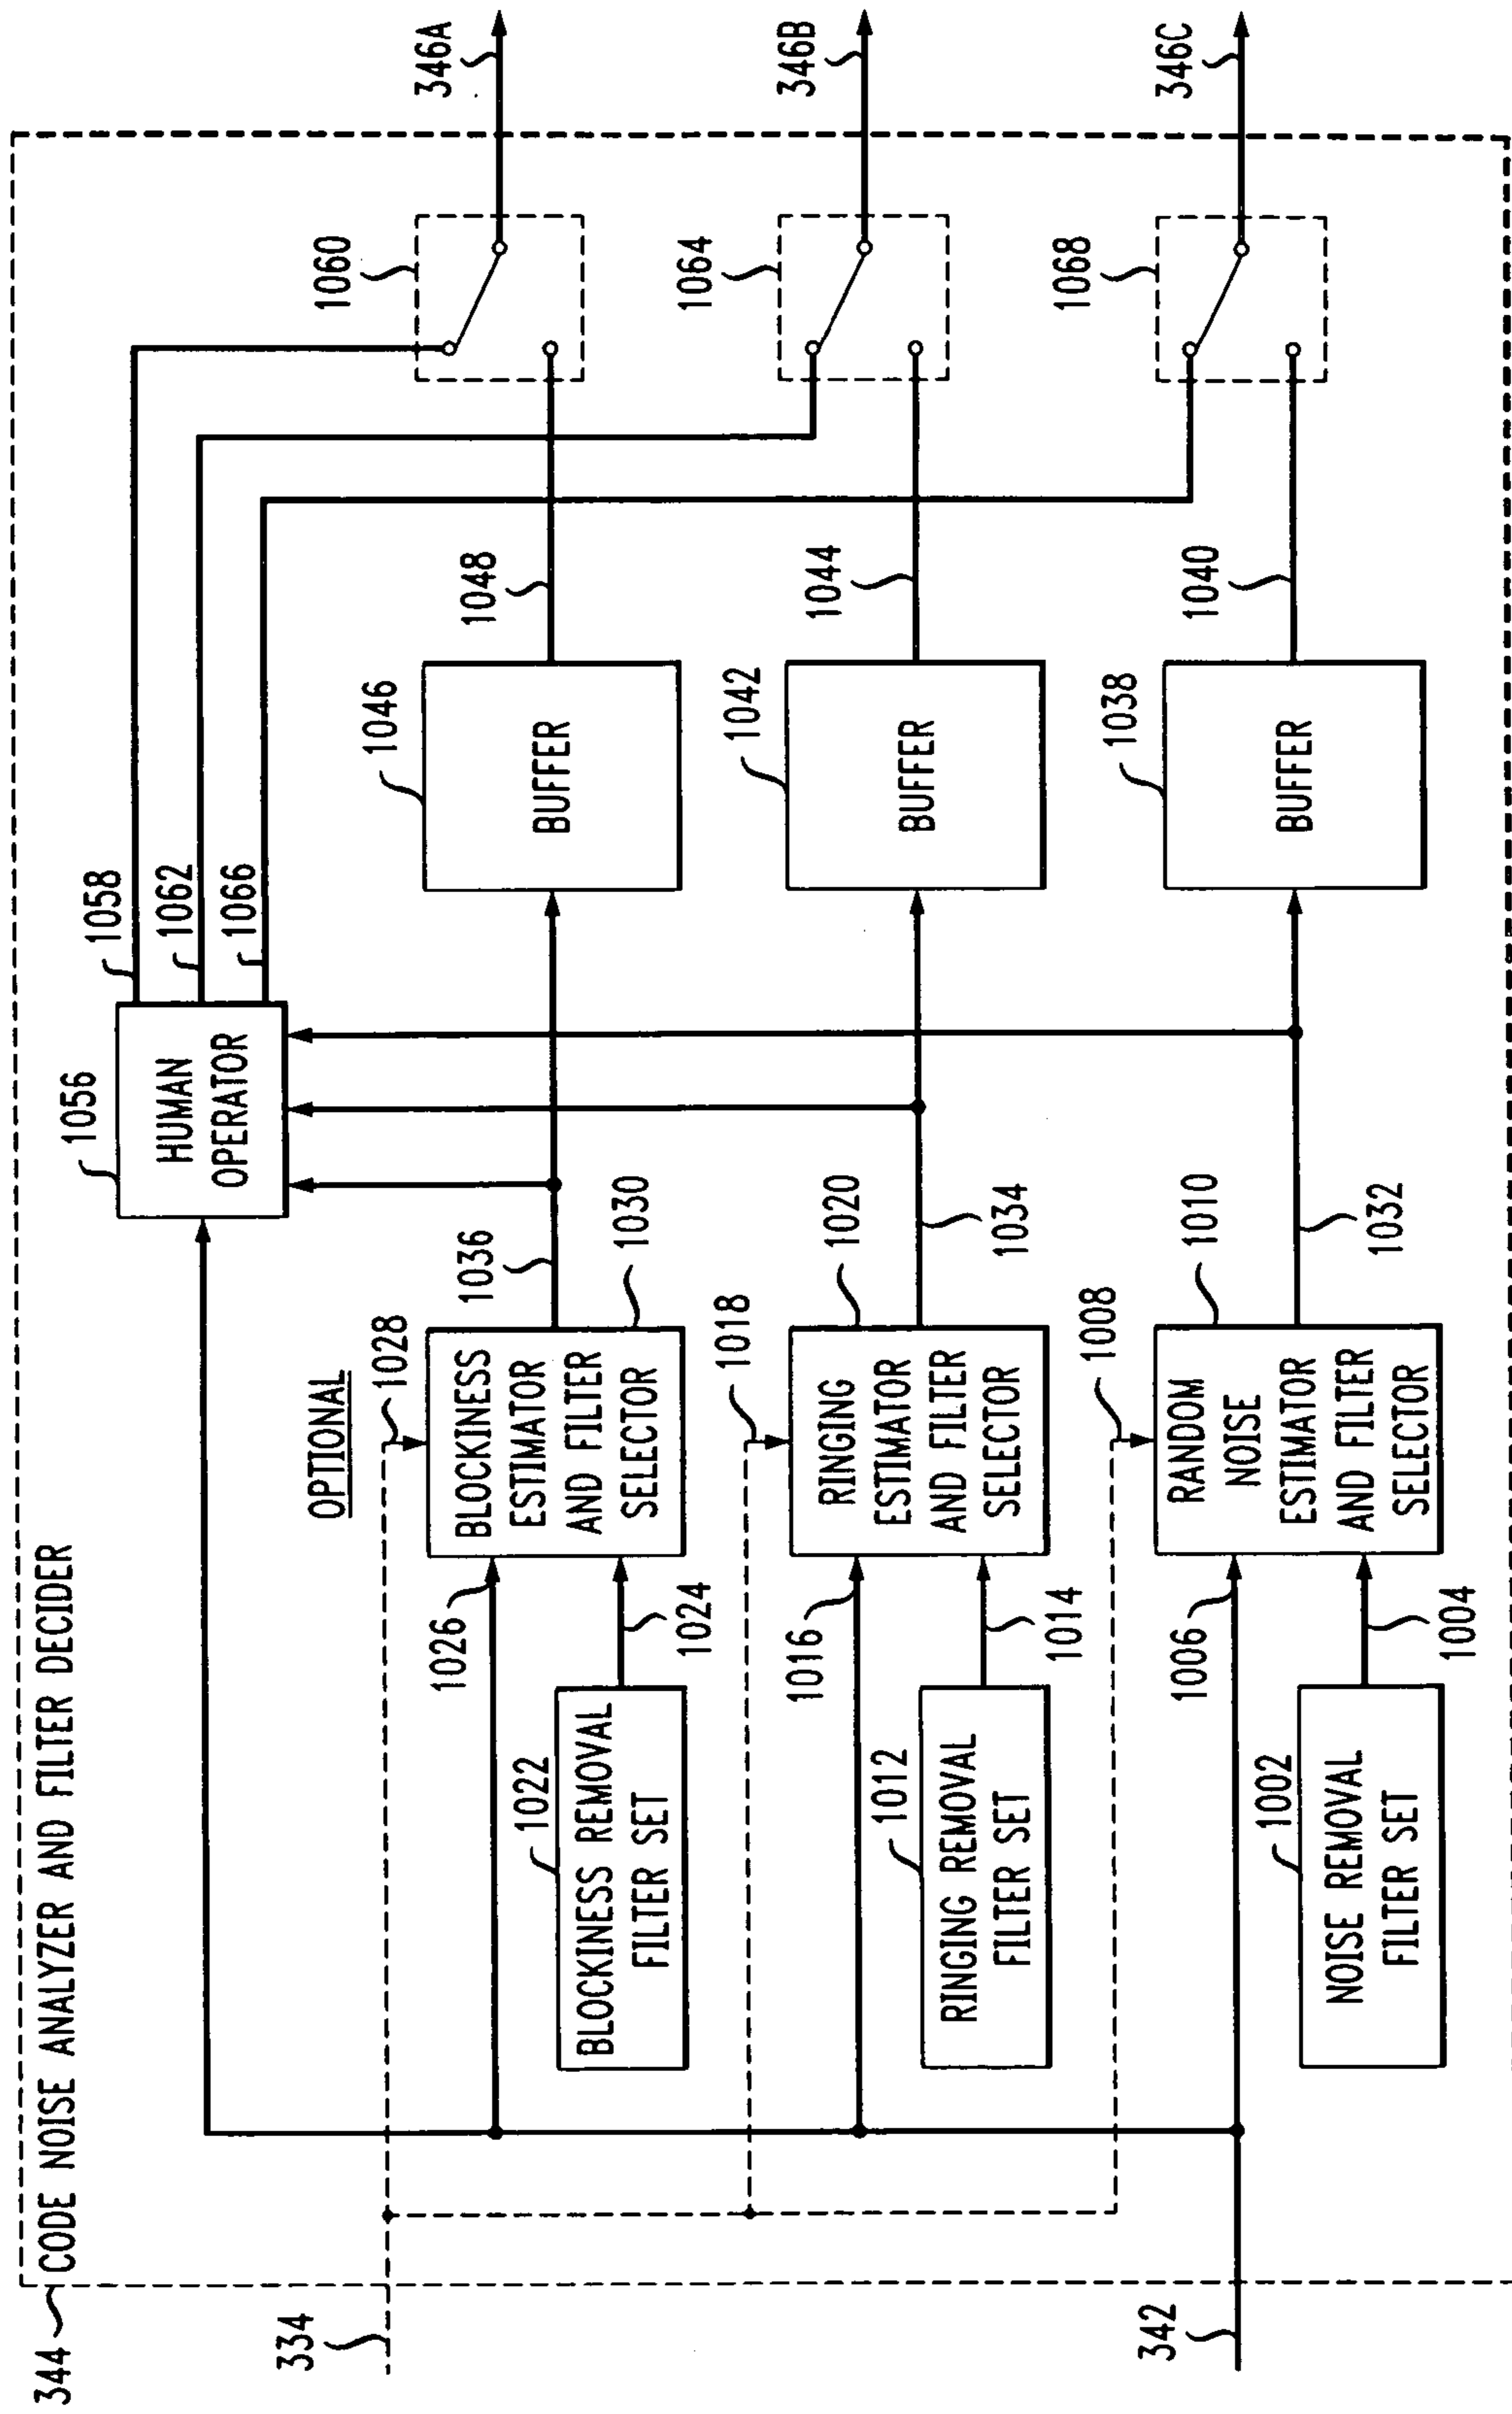 344 CODE NOISE ANALYZER AND FILTER DECIDER
1056
HUMAN
OPERATOR
1058
1062
1066
334
OPTIONAL
1028
1022
BLOCKINESS REMOVAL
FILTER SET
1026
1024
BLOCKINESS
ESTIMATOR
AND FILTER
SELECTOR
1036
1030
1046
BUFFER
1048
1060
346A
1018
1012
RINGING REMOVAL
FILTER SET
1016
1014
RINGING
ESTIMATOR
AND FILTER
SELECTOR
1020
1034
1042
BUFFER
1044
1064
346B
342
1008
1002
NOISE REMOVAL
FILTER SET
1006
1004
RANDOM
NOISE
ESTIMATOR
AND FILTER
SELECTOR
1010
1032
1038
BUFFER
1040
1068
346C